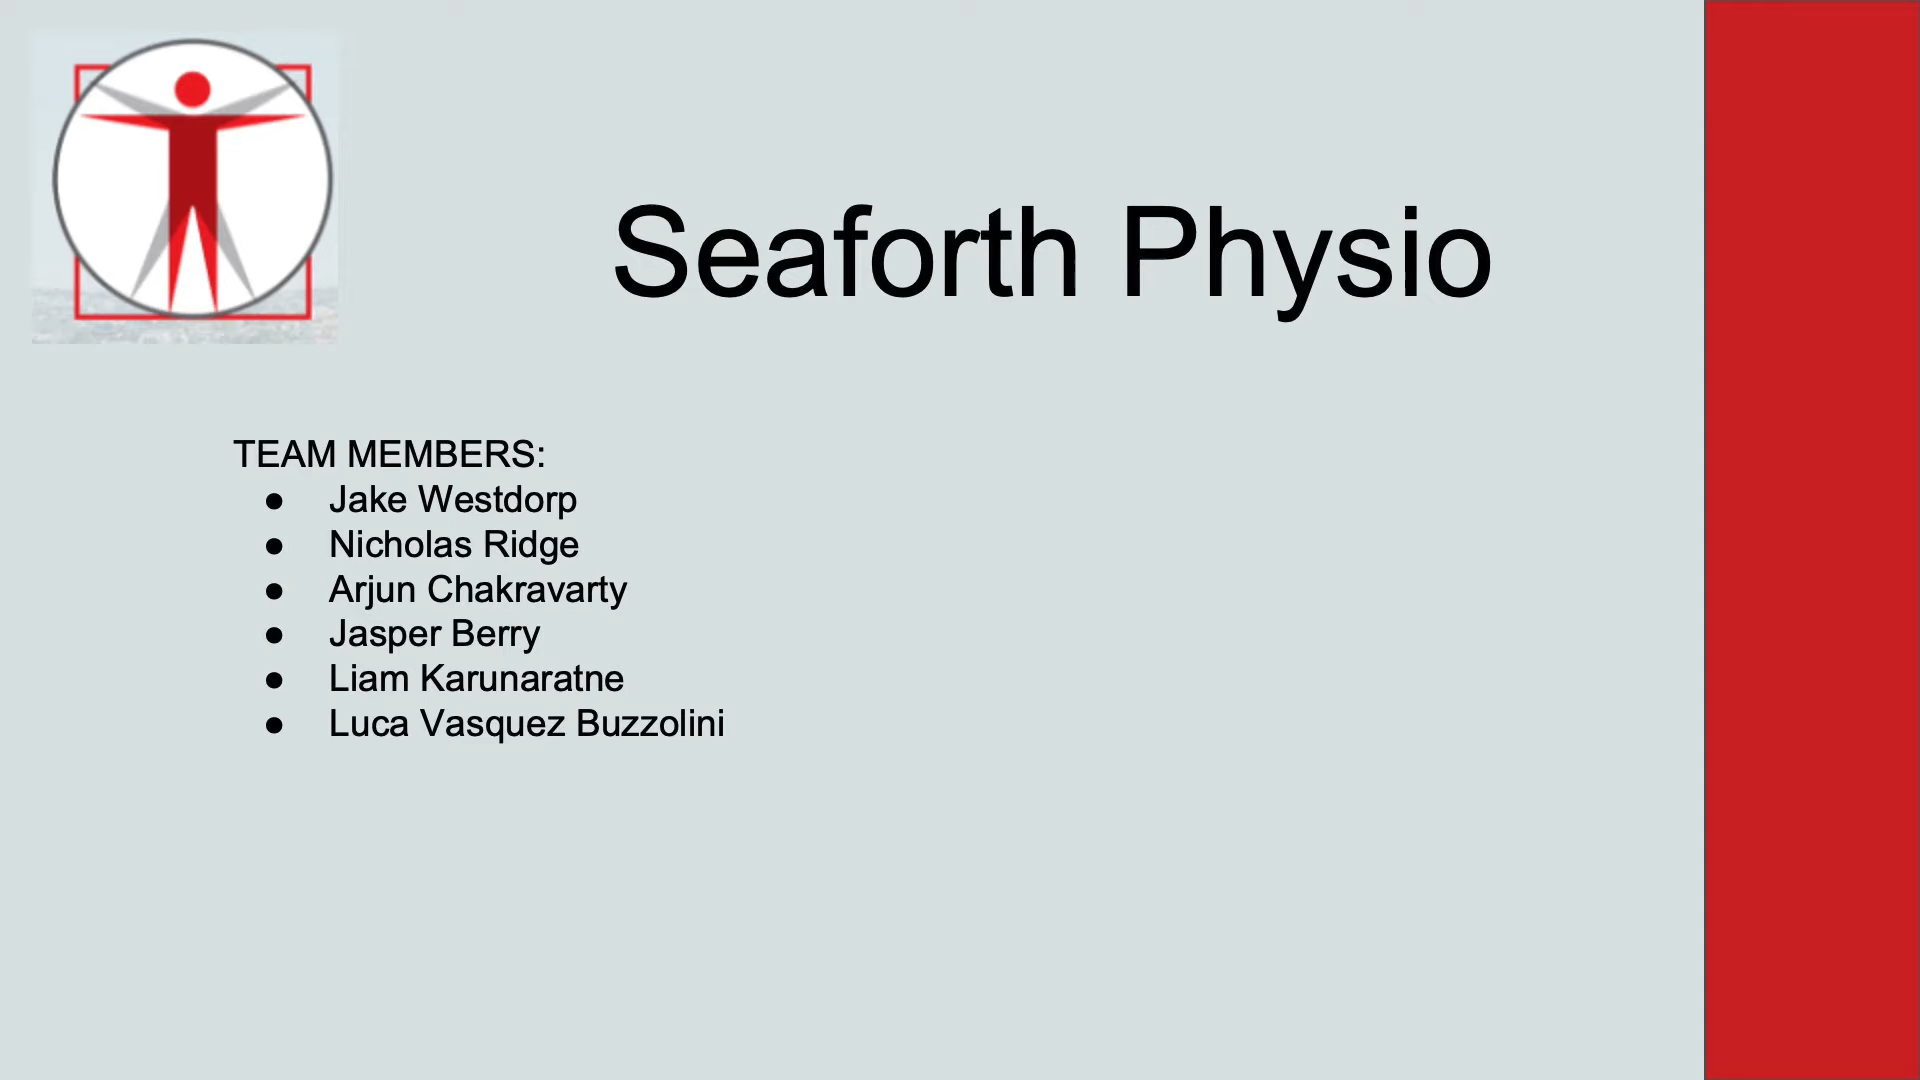 Seaforth Physio
TEAM MEMBERS:
● Jake Westdorp
● Nicholas Ridge
● Arjun Chakravarty
● Jasper Berry
● Liam Karunaratne
● Luca Vasquez Buzzolini